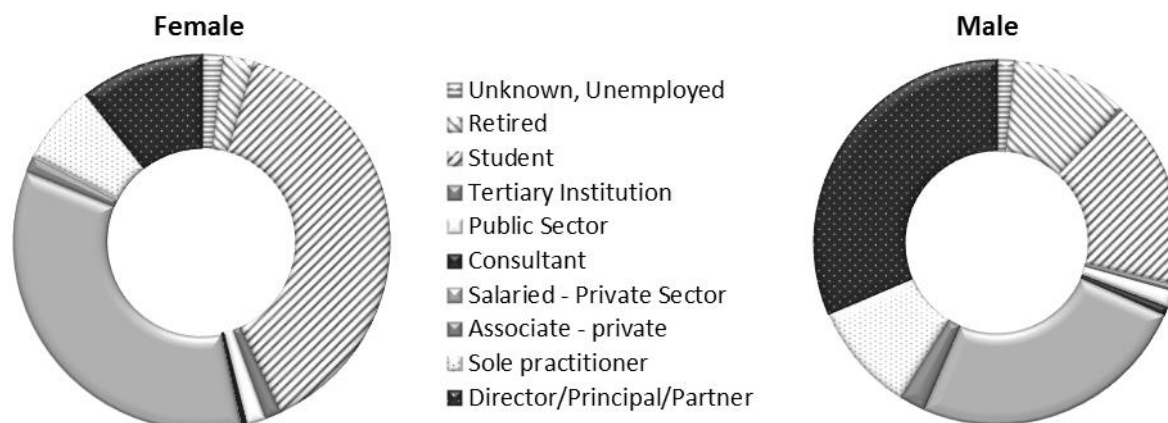 Female
Unknown, Unemployed
Retired
Student
Tertiary Institution
Public Sector
Consultant
Salaried - Private Sector
Associate - private
Sole practitioner
Director/Principal/Partner
Male